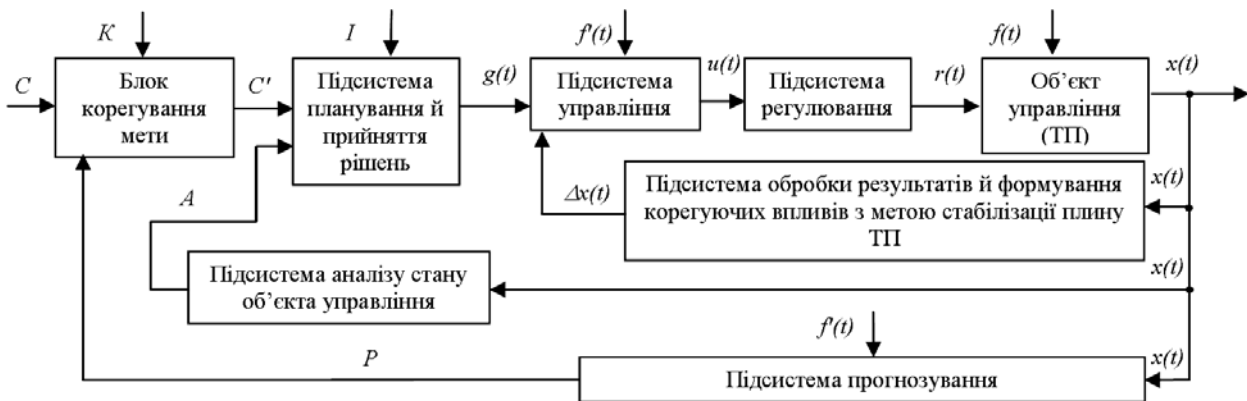 K
I
f'(t)
f(t)
C
Блок
корегування
мети
C'
Підсистема
планування й
прийняття
рішень
g(t)
Підсистема
управління
u(t)
Підсистема
регулювання
r(t)
Об’єкт
управління
(ТП)
x(t)
A
Δx(t)
Підсистема обробки результатів й формування
корегуючих впливів з метою стабілізації плину
ТП
x(t)
Підсистема аналізу стану
об’єкта управління
x(t)
f'(t)
P
Підсистема прогнозування
x(t)